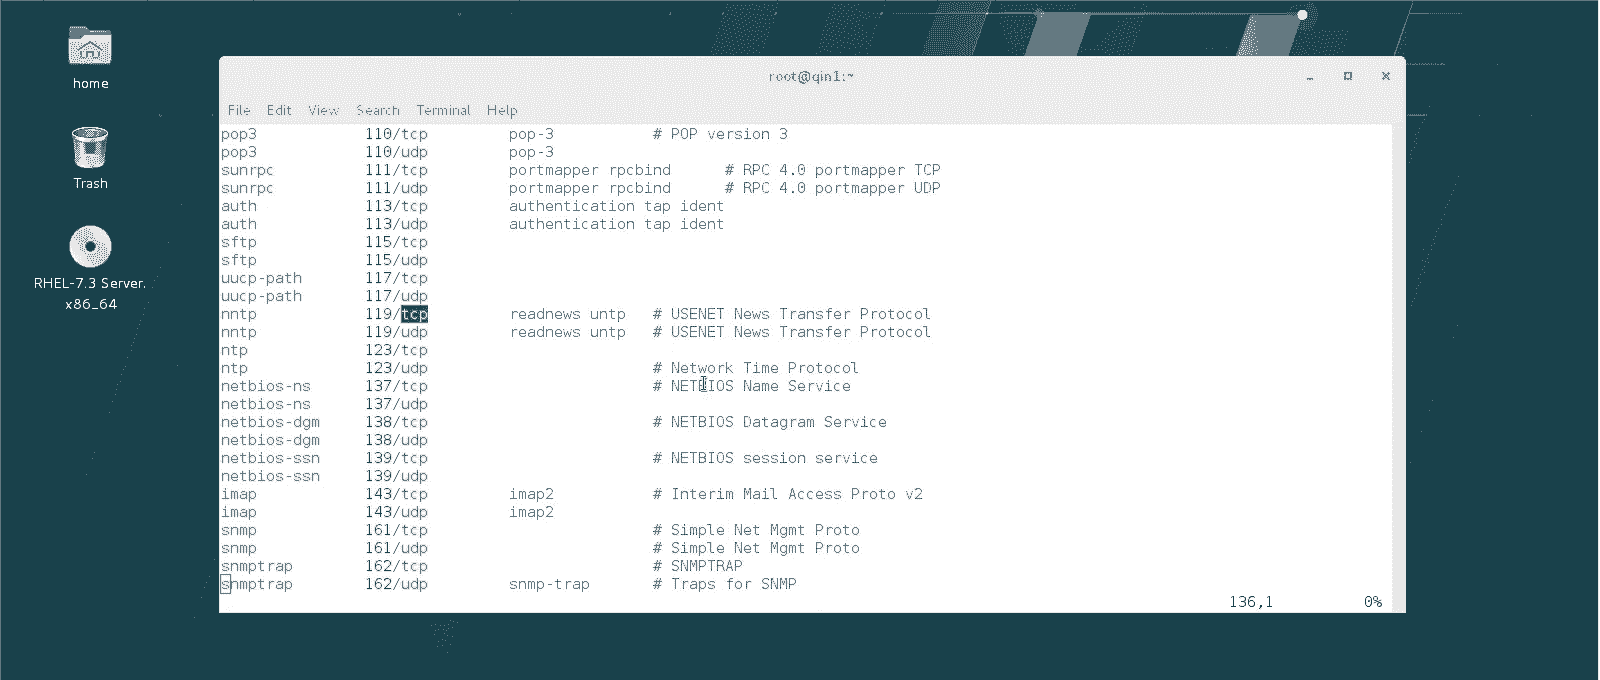 home
Trash
RHEL-7.3 Server.
x86_64
root@qin1:~
File Edit View Search Terminal Help
pop3 110/tcp pop-3 # POP version 3
pop3 110/udp pop-3
sunrpc 111/tcp portmapper rpcbind # RPC 4.0 portmapper TCP
sunrpc 111/udp portmapper rpcbind # RPC 4.0 portmapper UDP
auth 113/tcp authentication tap ident
auth 113/udp authentication tap ident
sftp 115/tcp
sftp 115/udp
uucp-path 117/tcp
uucp-path 117/udp
nntp 119/tcp readnews untp # USENET News Transfer Protocol
nntp 119/udp readnews untp # USENET News Transfer Protocol
ntp 123/tcp
ntp 123/udp # Network Time Protocol
netbios-ns 137/tcp # NETBIOS Name Service
netbios-ns 137/udp
netbios-dgm 138/tcp # NETBIOS Datagram Service
netbios-dgm 138/udp
netbios-ssn 139/tcp # NETBIOS session service
netbios-ssn 139/udp
imap 143/tcp imap2 # Interim Mail Access Proto v2
imap 143/udp imap2
snmp 161/tcp # Simple Net Mgmt Proto
snmp 161/udp # Simple Net Mgmt Proto
snmptrap 162/tcp # SNMPTRAP
snmptrap 162/udp snmp-trap # Traps for SNMP
136,1 0%